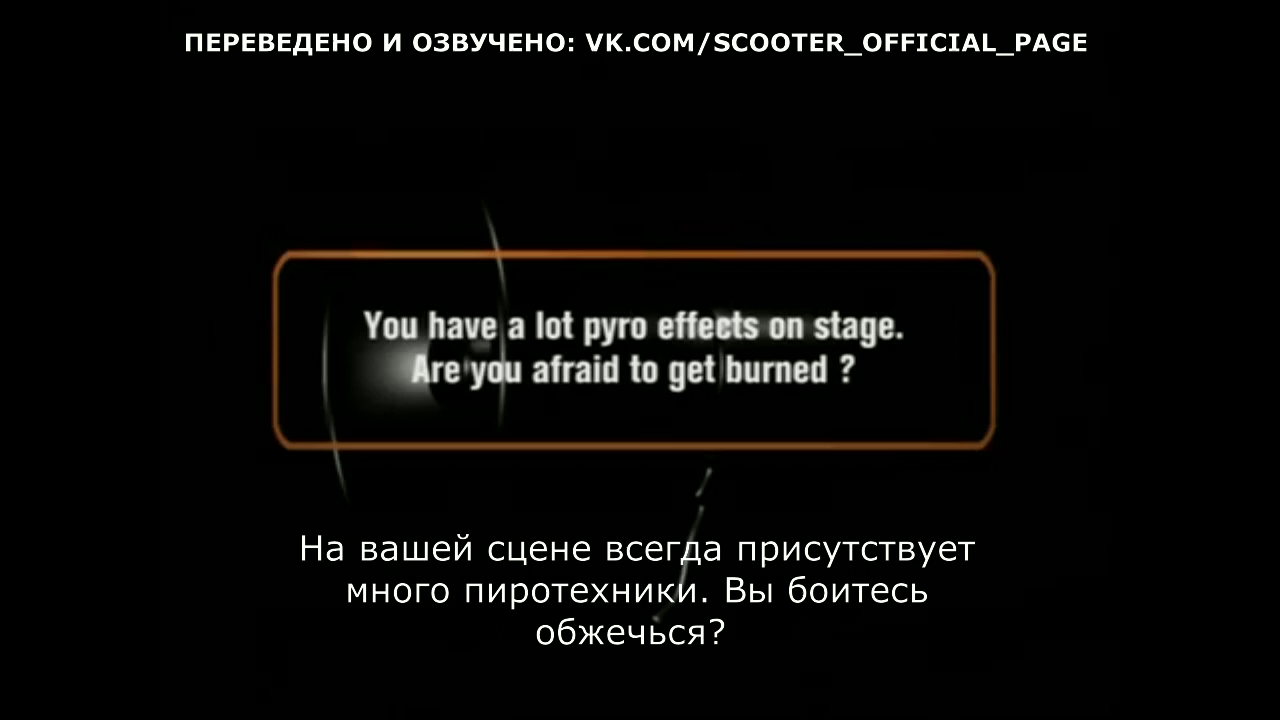 ПЕРЕВЕДЕНО И ОЗВУЧЕНО: VK.COM/SCOOTER_OFFICIAL_PAGE
You have a lot pyro effects on stage.
Are you afraid to get burned ?
На вашей сцене всегда присутствует
много пиротехники. Вы боитесь
обжечься?